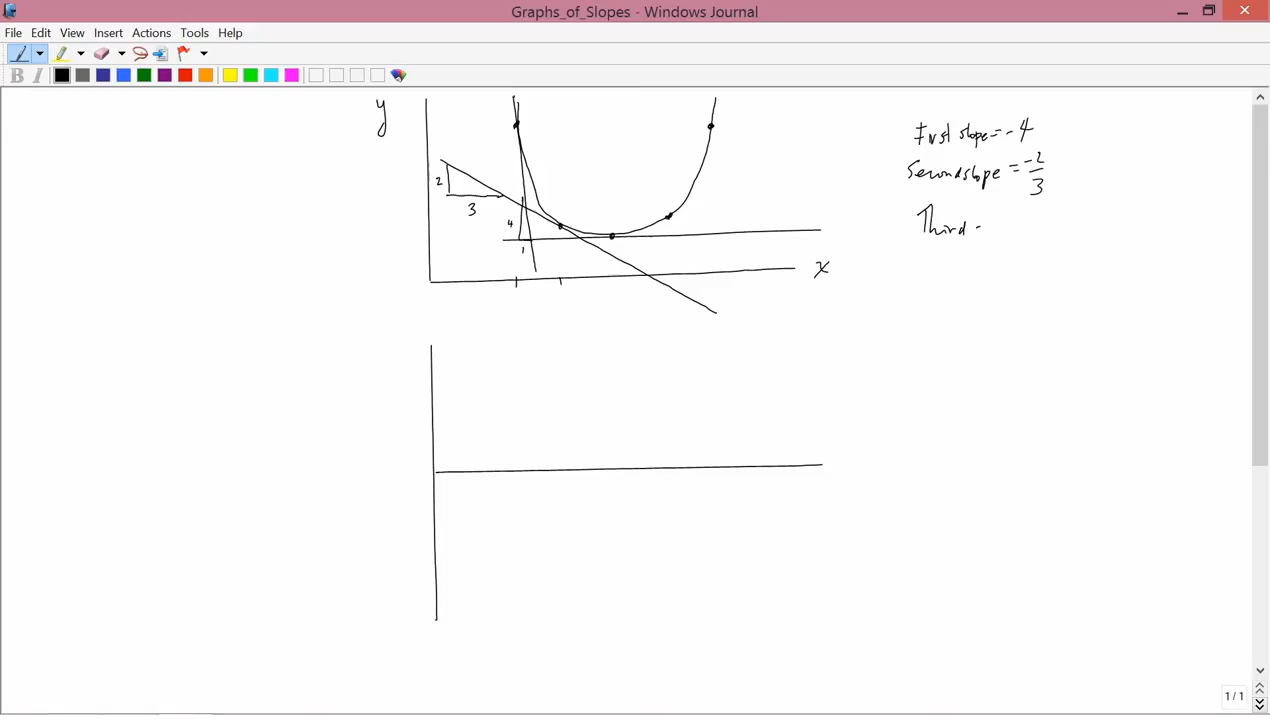 Graphs_of_Slopes - Windows Journal
File Edit View Insert Actions Tools Help
B I
y
First slope = -4
Second slope = -2/3
Third -
2
3
4
1
x
1 / 1